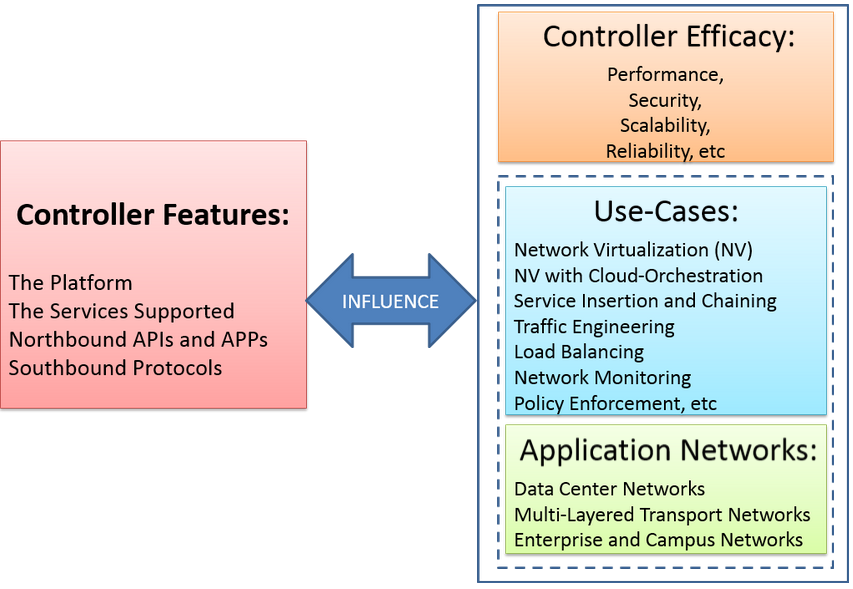 Controller Features:
The Platform
The Services Supported
Northbound APIs and APPs
Southbound Protocols
INFLUENCE
Controller Efficacy:
Performance,
Security,
Scalability,
Reliability, etc
Use-Cases:
Network Virtualization (NV)
NV with Cloud-Orchestration
Service Insertion and Chaining
Traffic Engineering
Load Balancing
Network Monitoring
Policy Enforcement, etc
Application Networks:
Data Center Networks
Multi-Layered Transport Networks
Enterprise and Campus Networks